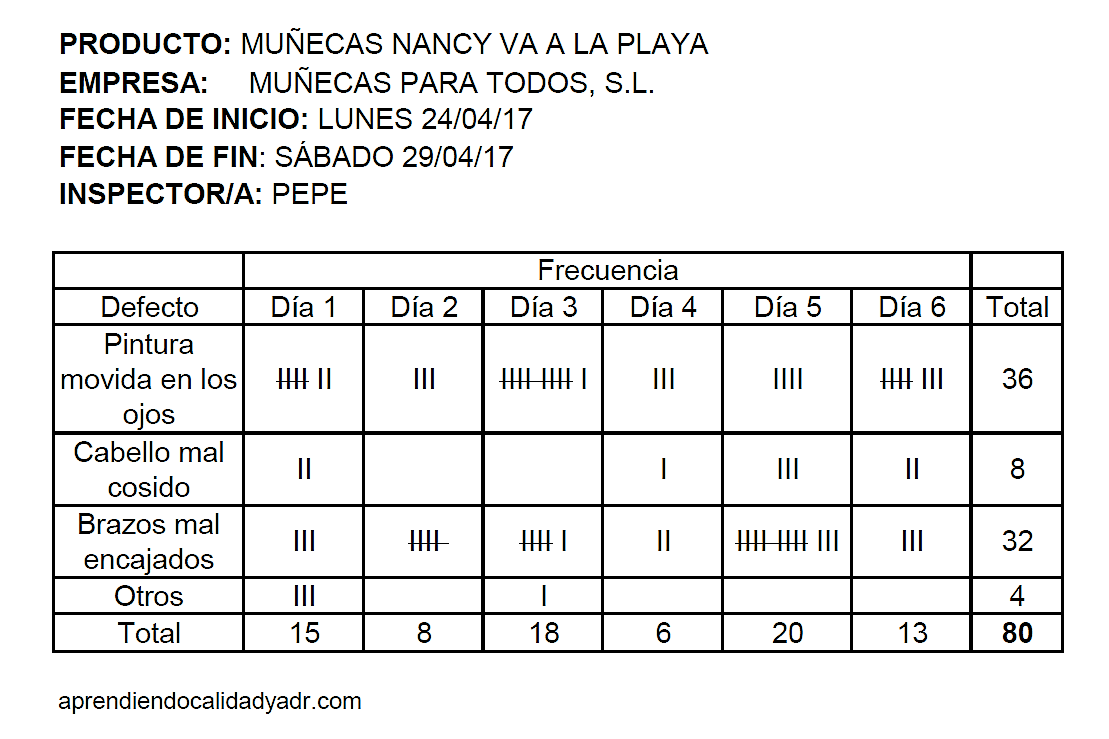 PRODUCTO: MUÑECAS NANCY VA A LA PLAYA
EMPRESA: MUÑECAS PARA TODOS, S.L.
FECHA DE INICIO: LUNES 24/04/17
FECHA DE FIN: SÁBADO 29/04/17
INSPECTOR/A: PEPE
Frecuencia
Defecto Día 1 Día 2 Día 3 Día 4 Día 5 Día 6 Total
Pintura
movida en los
ojos
IIII II III IIII IIII I III IIII IIII III 36
Cabello mal
cosido
II I III II 8
Brazos mal
encajados
III IIII IIII I II IIII IIII III III 32
Otros III I 4
Total 15 8 18 6 20 13 80
aprendiendocalidadyadr.com